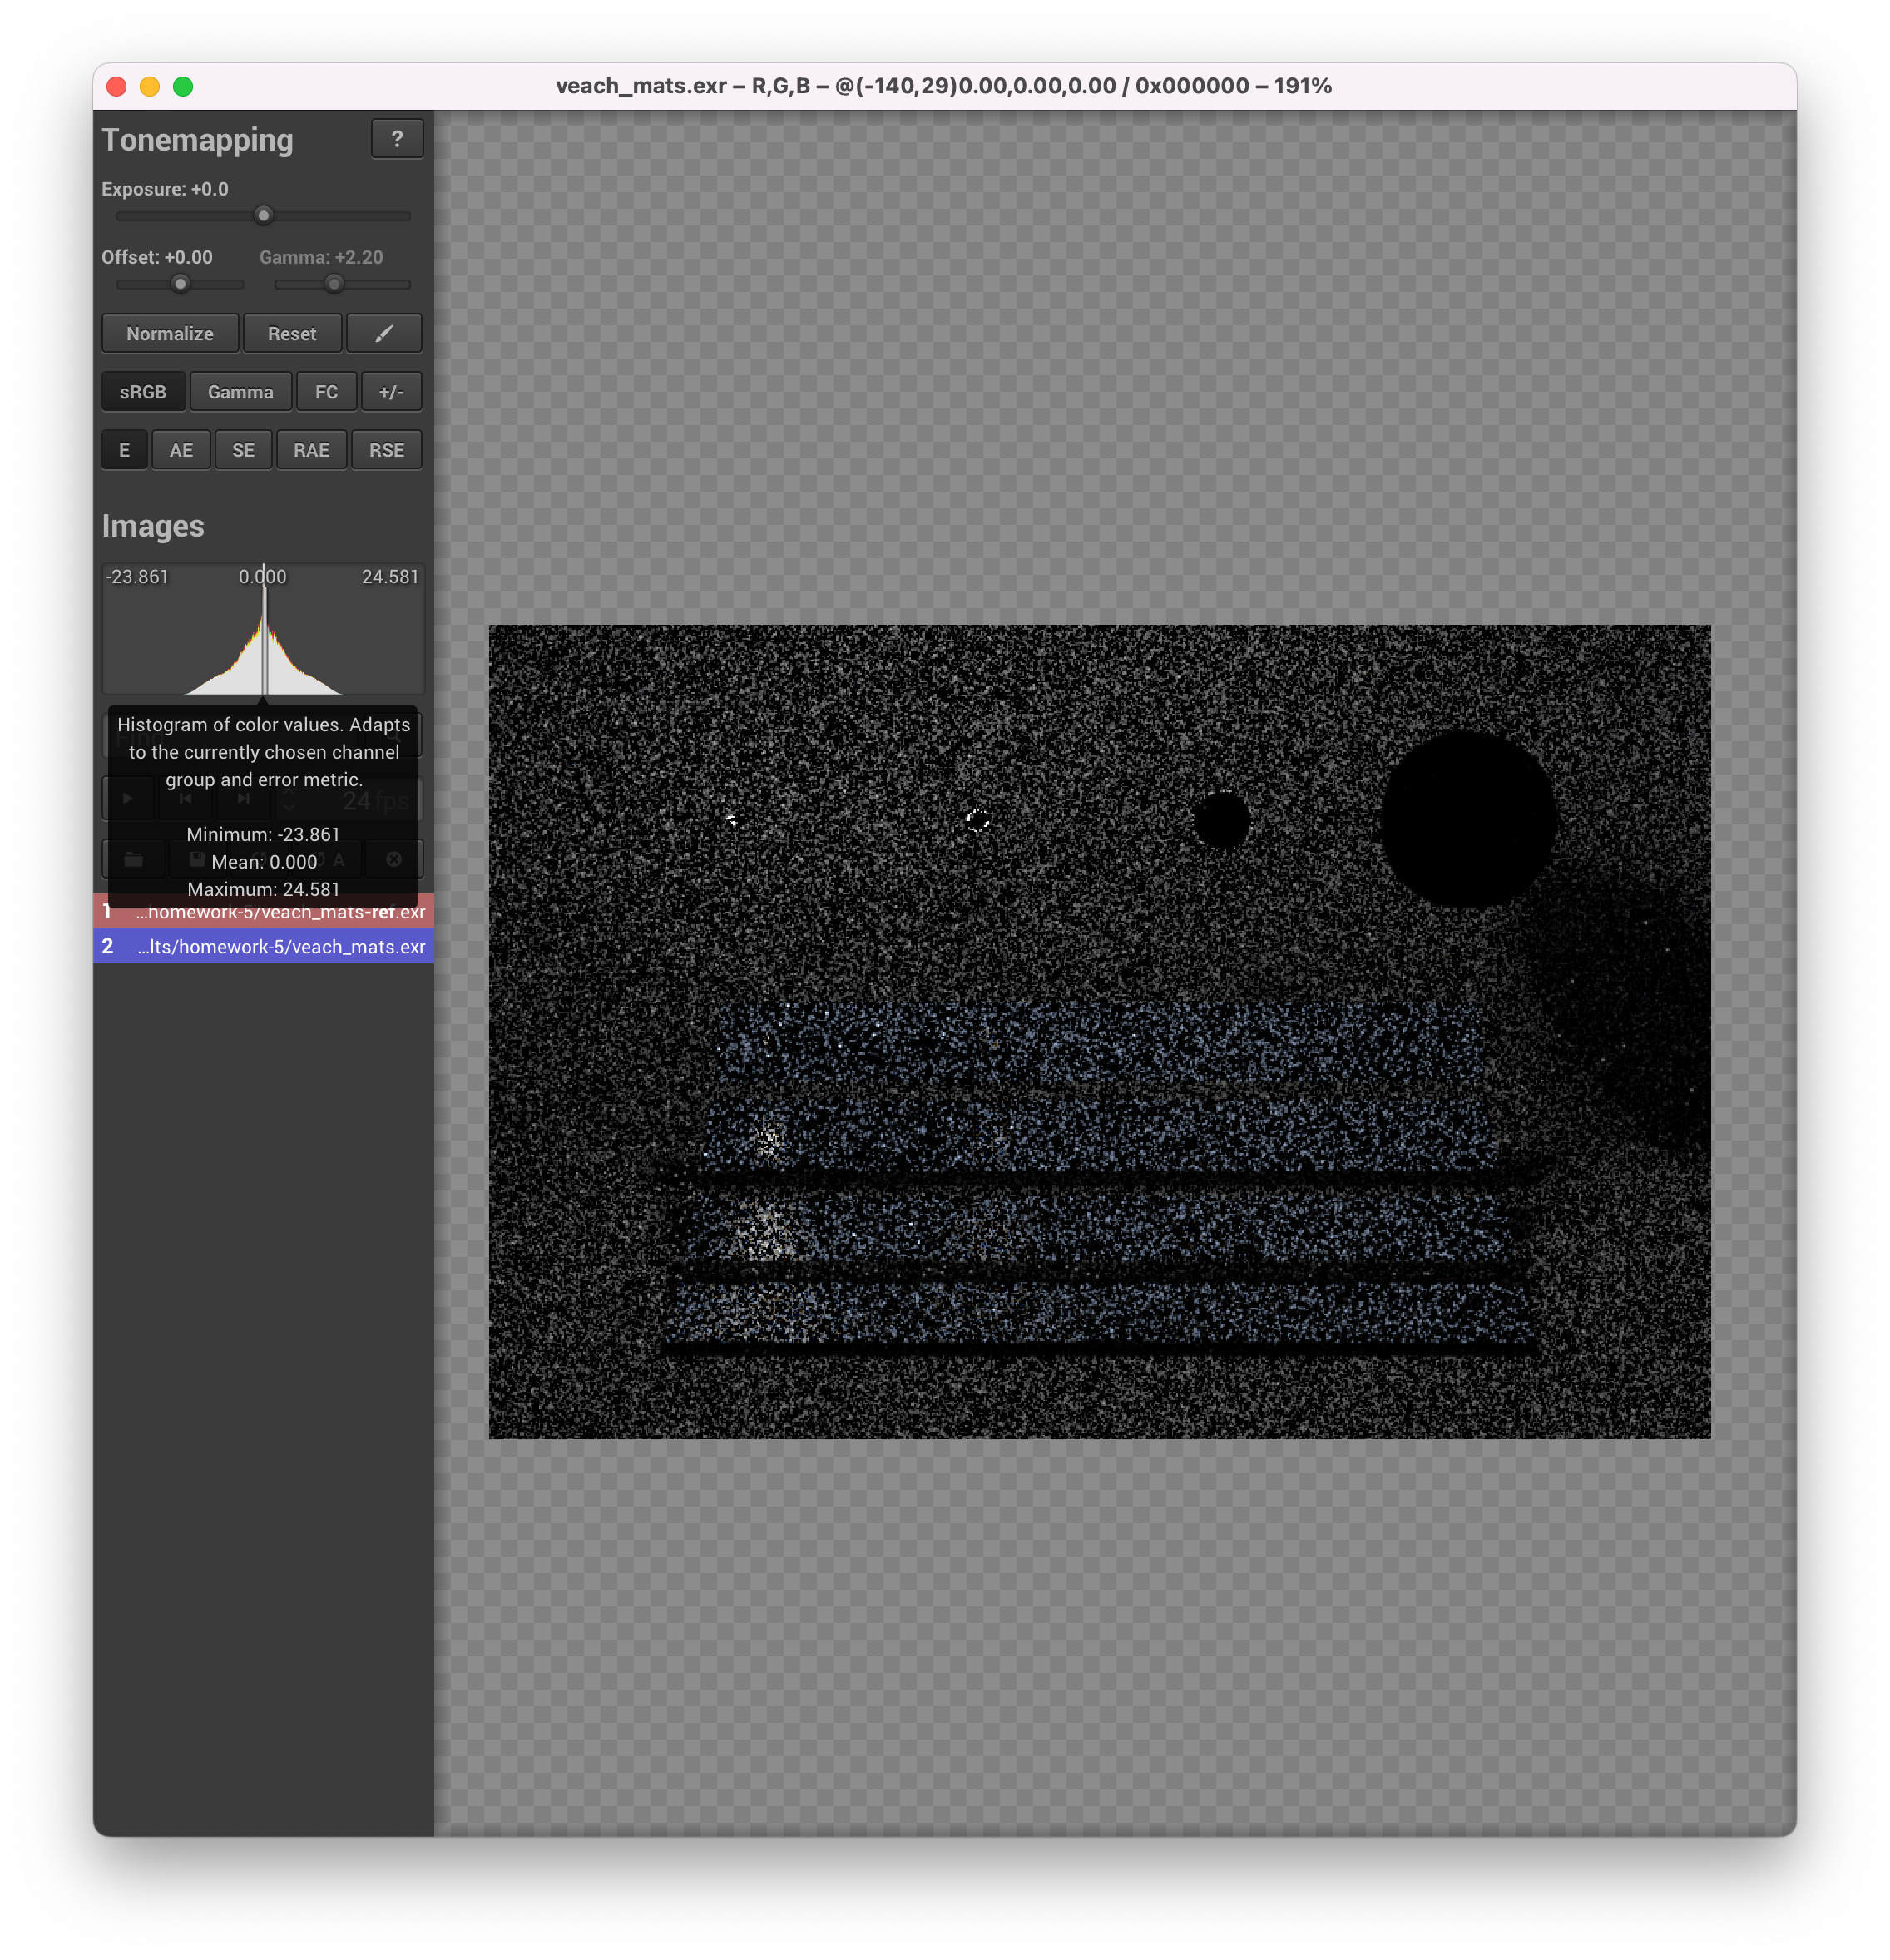 veach_mats.exr – R,G,B – @(-140,29)0.00,0.00,0.00 / 0x000000 – 191%
Tonemapping
?
Exposure: +0.0
Offset: +0.00 Gamma: +2.20
Normalize Reset
sRGB Gamma FC +/-
E AE SE RAE RSE
Images
-23.861 0.000 24.581
Histogram of color values. Adapts
to the currently chosen channel
group and error metric.
24 fps
Minimum: -23.861
Mean: 0.000
A
Maximum: 24.581
1 ...homework-5/veach_mats-ref.exr
2 ...lts/homework-5/veach_mats.exr